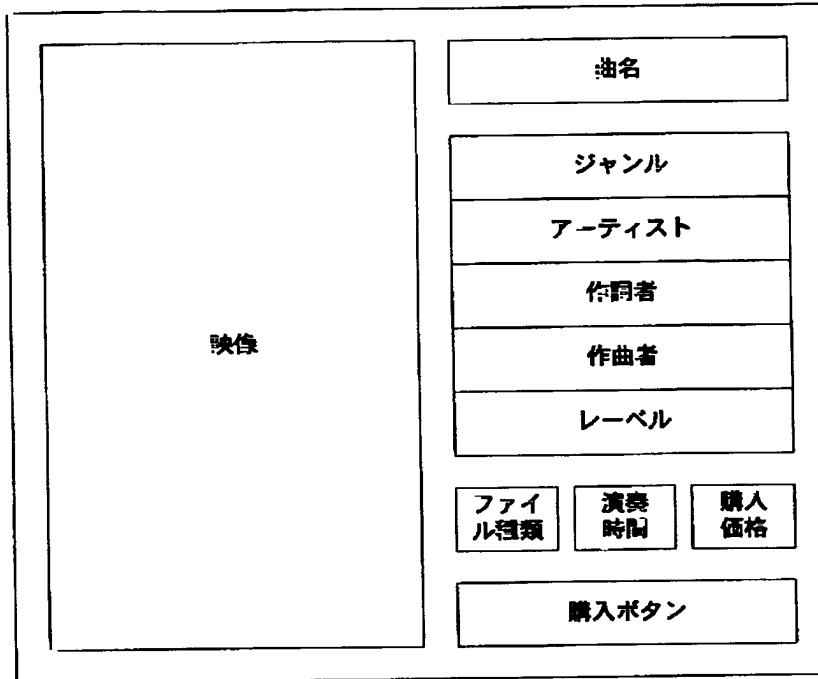 映像
曲名
ジャンル
アーティスト
作詞者
作曲者
レーベル
ファイ
ル種類
演奏
時間
購入
価格
購入ボタン